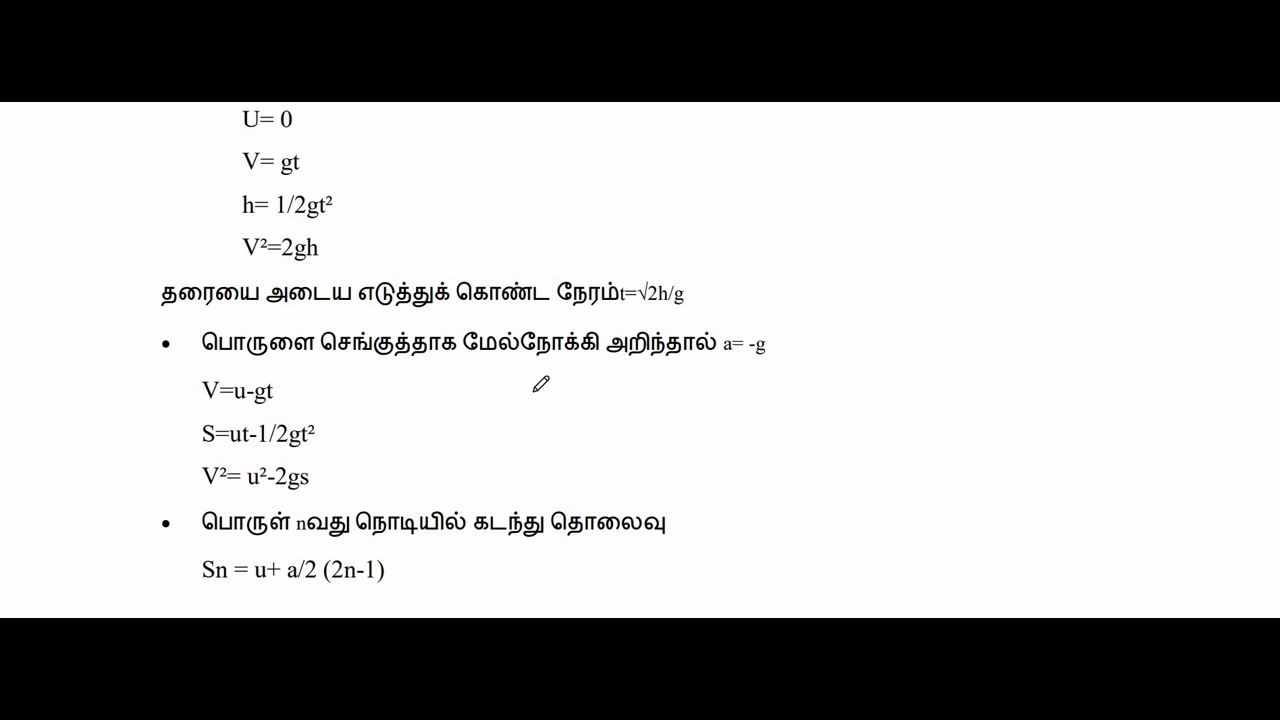 U= 0
V= gt
h= 1/2gt²
V²=2gh
தரையை அடைய எடுத்துக் கொண்ட நேரம்t=√2h/g
• பொருளை செங்குத்தாக மேல்நோக்கி அறிந்தால் a= -g
V=u-gt
S=ut-1/2gt²
V²= u²-2gs
• பொருள் nவது நொடியில் கடந்து தொலைவு
Sn = u+ a/2 (2n-1)